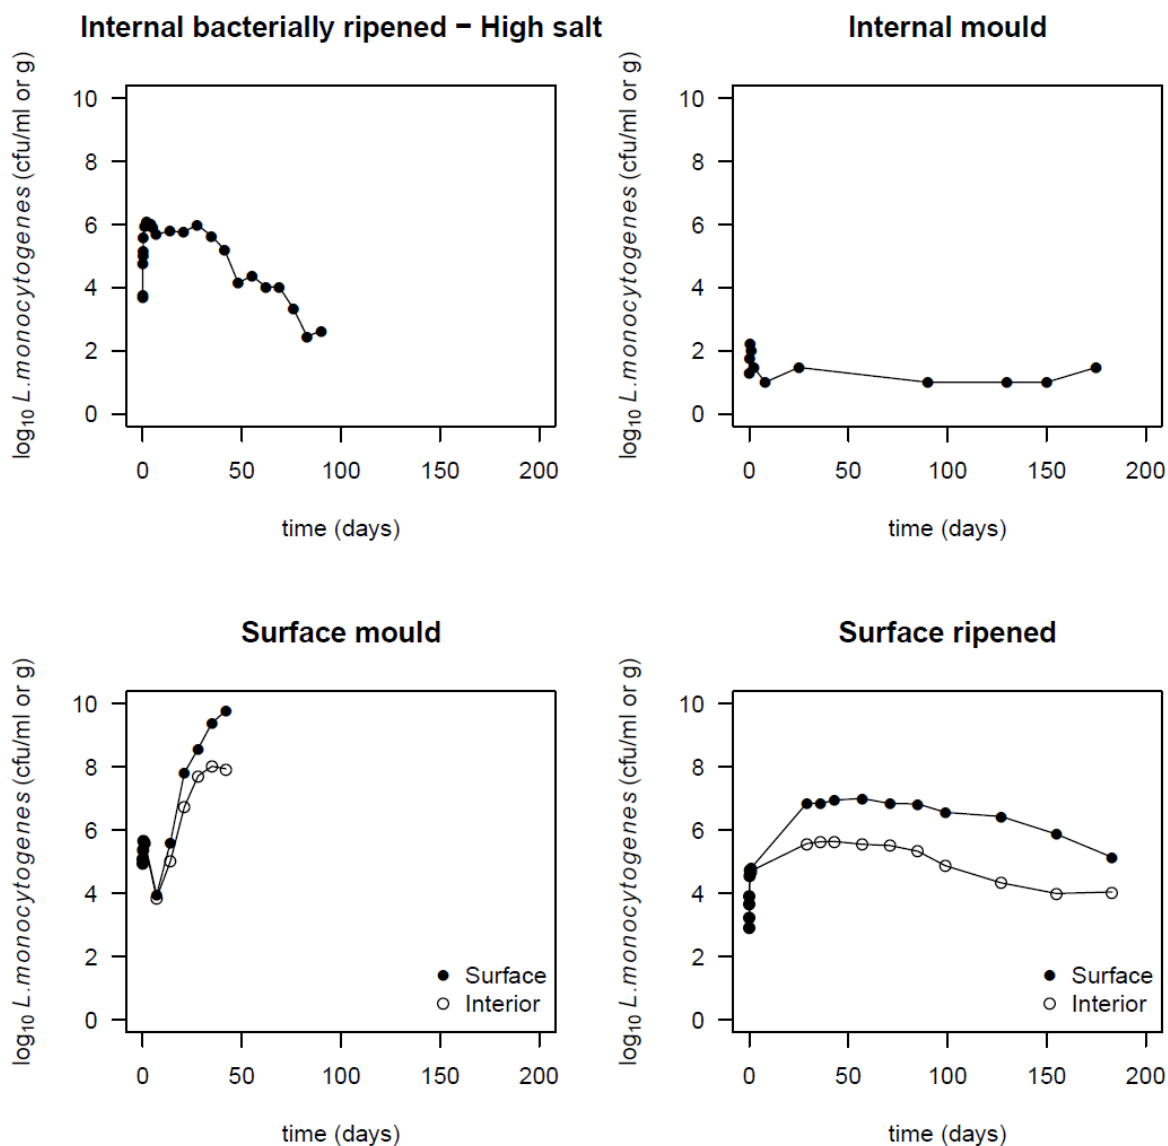 Internal bacterially ripened − High salt
log10 L.monocytogenes (cfu/ml or g)
10
8
6
4
2
0
0 50 100 150 200
time (days)
Internal mould
log10 L.monocytogenes (cfu/ml or g)
10
8
6
4
2
0
0 50 100 150 200
time (days)
Surface mould
log10 L.monocytogenes (cfu/ml or g)
10
8
6
4
2
0
Surface
Interior
0 50 100 150 200
time (days)
Surface ripened
log10 L.monocytogenes (cfu/ml or g)
10
8
6
4
2
0
Surface
Interior
0 50 100 150 200
time (days)